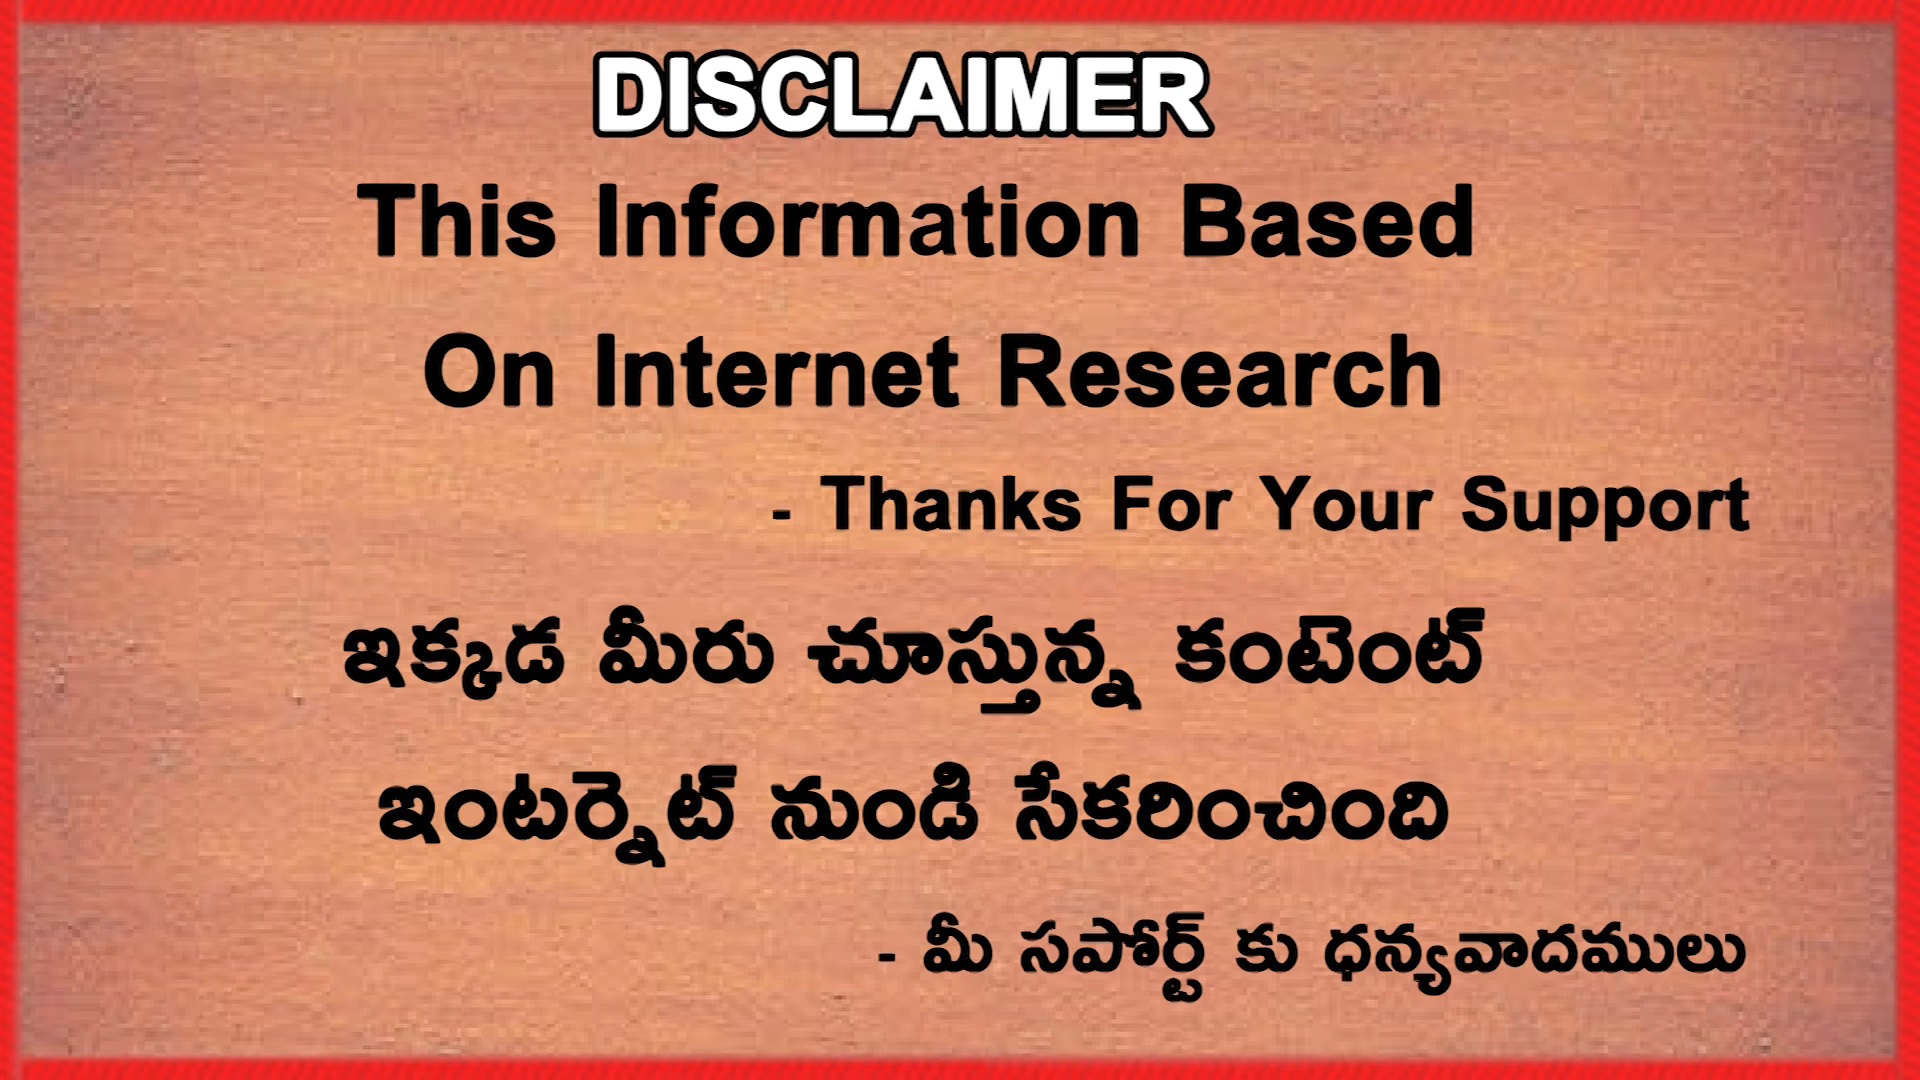 DISCLAIMER
This Information Based
On Internet Research
- Thanks For Your Support
ఇక్కడ మీరు చూస్తున్న కంటెంట్
ఇంటర్నెట్ నుండి సేకరించింది
- మీ సపోర్ట్ కు ధన్యవాదములు